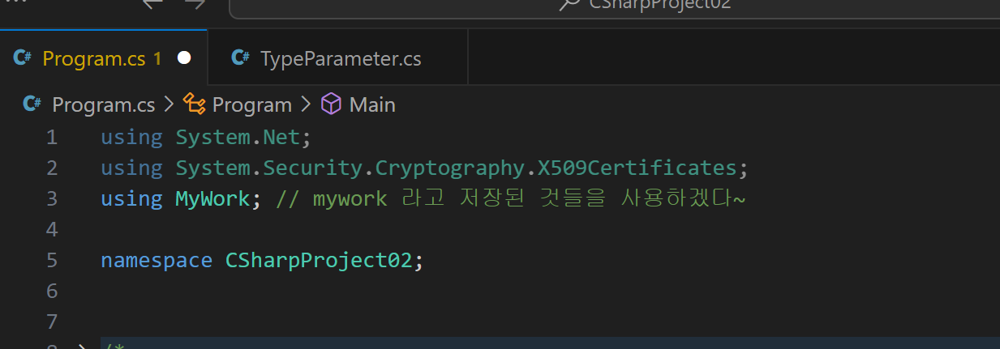 CSharpProject02
Program.cs 1
TypeParameter.cs
Program.cs > Program > Main
1 using System.Net;
2 using System.Security.Cryptography.X509Certificates;
3 using MyWork; // mywork 라고 저장된 것들을 사용하겠다~
4
5 namespace CSharpProject02;
6
7
8 > /*